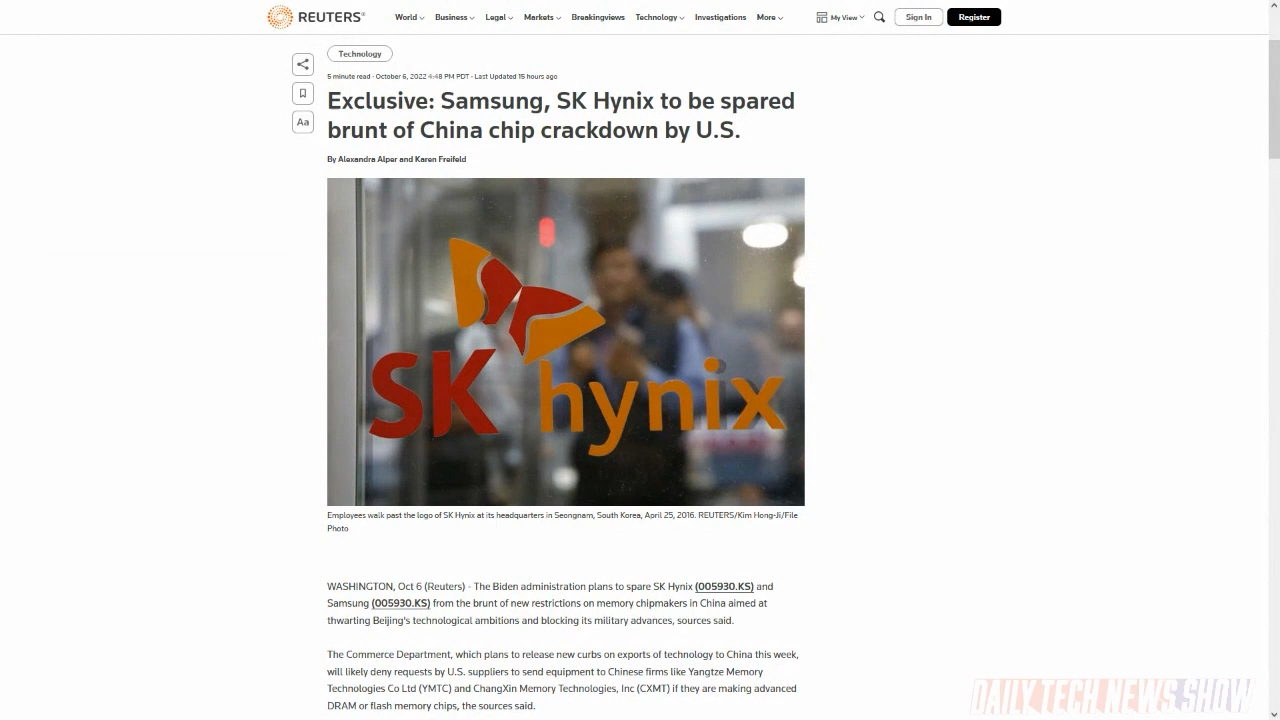 REUTERS®
World Business Legal Markets Breakingviews Technology Investigations More My View Sign In Register
Technology
5 minute read · October 6, 2022 4:48 PM PDT · Last Updated 15 hours ago
Aa
Exclusive: Samsung, SK Hynix to be spared
brunt of China chip crackdown by U.S.
By Alexandra Alper and Karen Freifeld
SK hynix
Employees walk past the logo of SK Hynix at its headquarters in Seongnam, South Korea, April 25, 2016. REUTERS/Kim Hong-Ji/File
Photo
WASHINGTON, Oct 6 (Reuters) - The Biden administration plans to spare SK Hynix (005930.KS) and
Samsung (005930.KS) from the brunt of new restrictions on memory chipmakers in China aimed at
thwarting Beijing's technological ambitions and blocking its military advances, sources said.
The Commerce Department, which plans to release new curbs on exports of technology to China this week,
will likely deny requests by U.S. suppliers to send equipment to Chinese firms like Yangtze Memory
Technologies Co Ltd (YMTC) and ChangXin Memory Technologies, Inc (CXMT) if they are making advanced
DRAM or flash memory chips, the sources said.
DAILY TECH NEWS SHOW